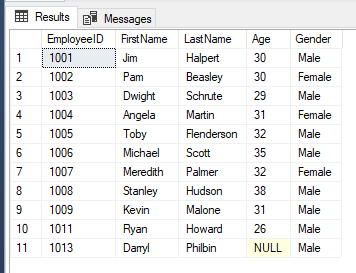 Results Messages
EmployeeID FirstName LastName Age Gender
1 1001 Jim Halpert 30 Male
2 1002 Pam Beasley 30 Female
3 1003 Dwight Schrute 29 Male
4 1004 Angela Martin 31 Female
5 1005 Toby Flenderson 32 Male
6 1006 Michael Scott 35 Male
7 1007 Meredith Palmer 32 Female
8 1008 Stanley Hudson 38 Male
9 1009 Kevin Malone 31 Male
10 1011 Ryan Howard 26 Male
11 1013 Darryl Philbin NULL Male